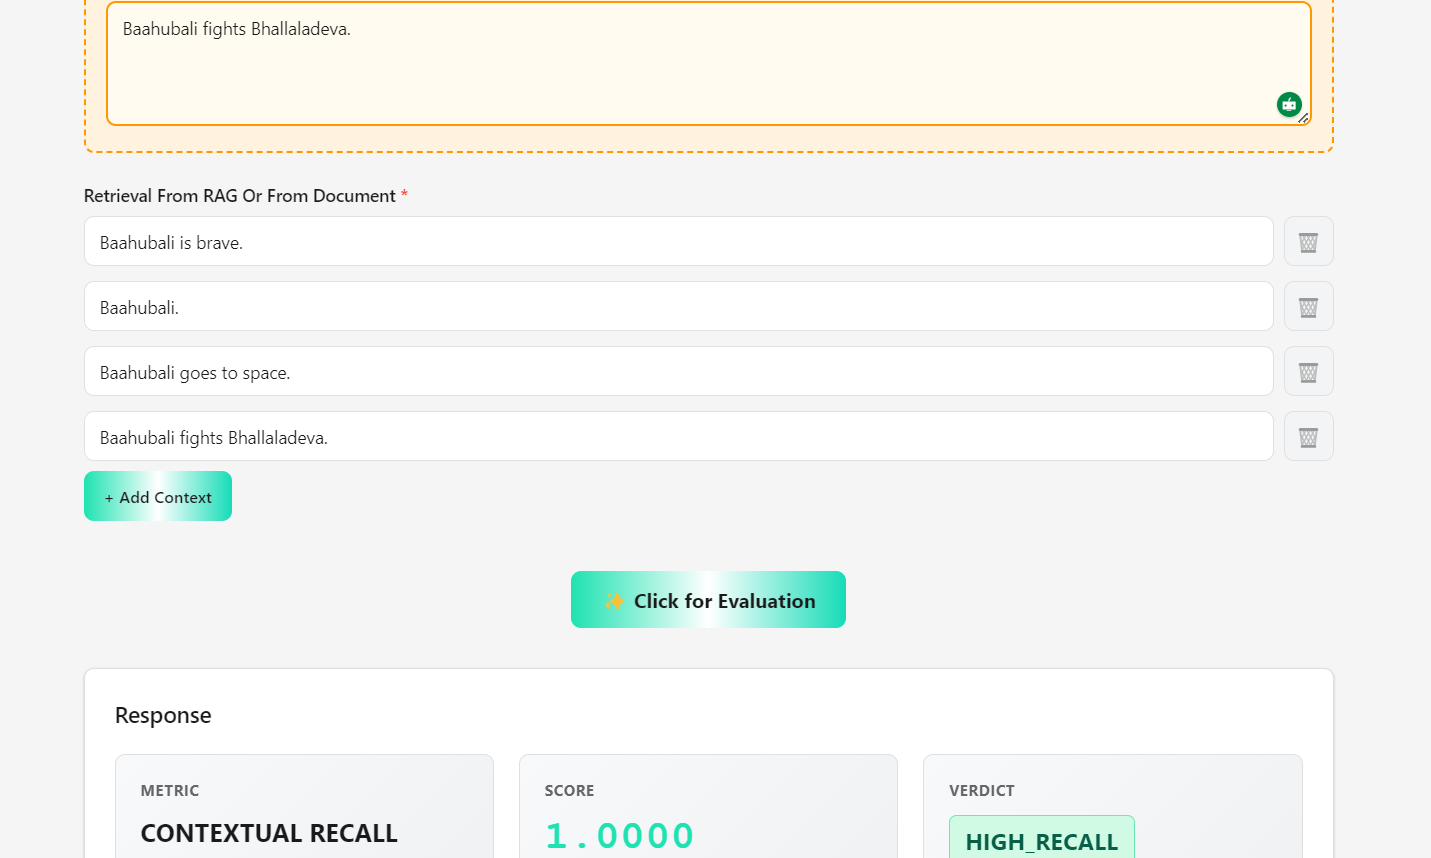 Baahubali fights Bhallaladeva.
Retrieval From RAG Or From Document *
Baahubali is brave.
Baahubali.
Baahubali goes to space.
Baahubali fights Bhallaladeva.
+ Add Context
✨ Click for Evaluation
Response
METRIC
CONTEXTUAL RECALL
SCORE
1.0000
VERDICT
HIGH_RECALL